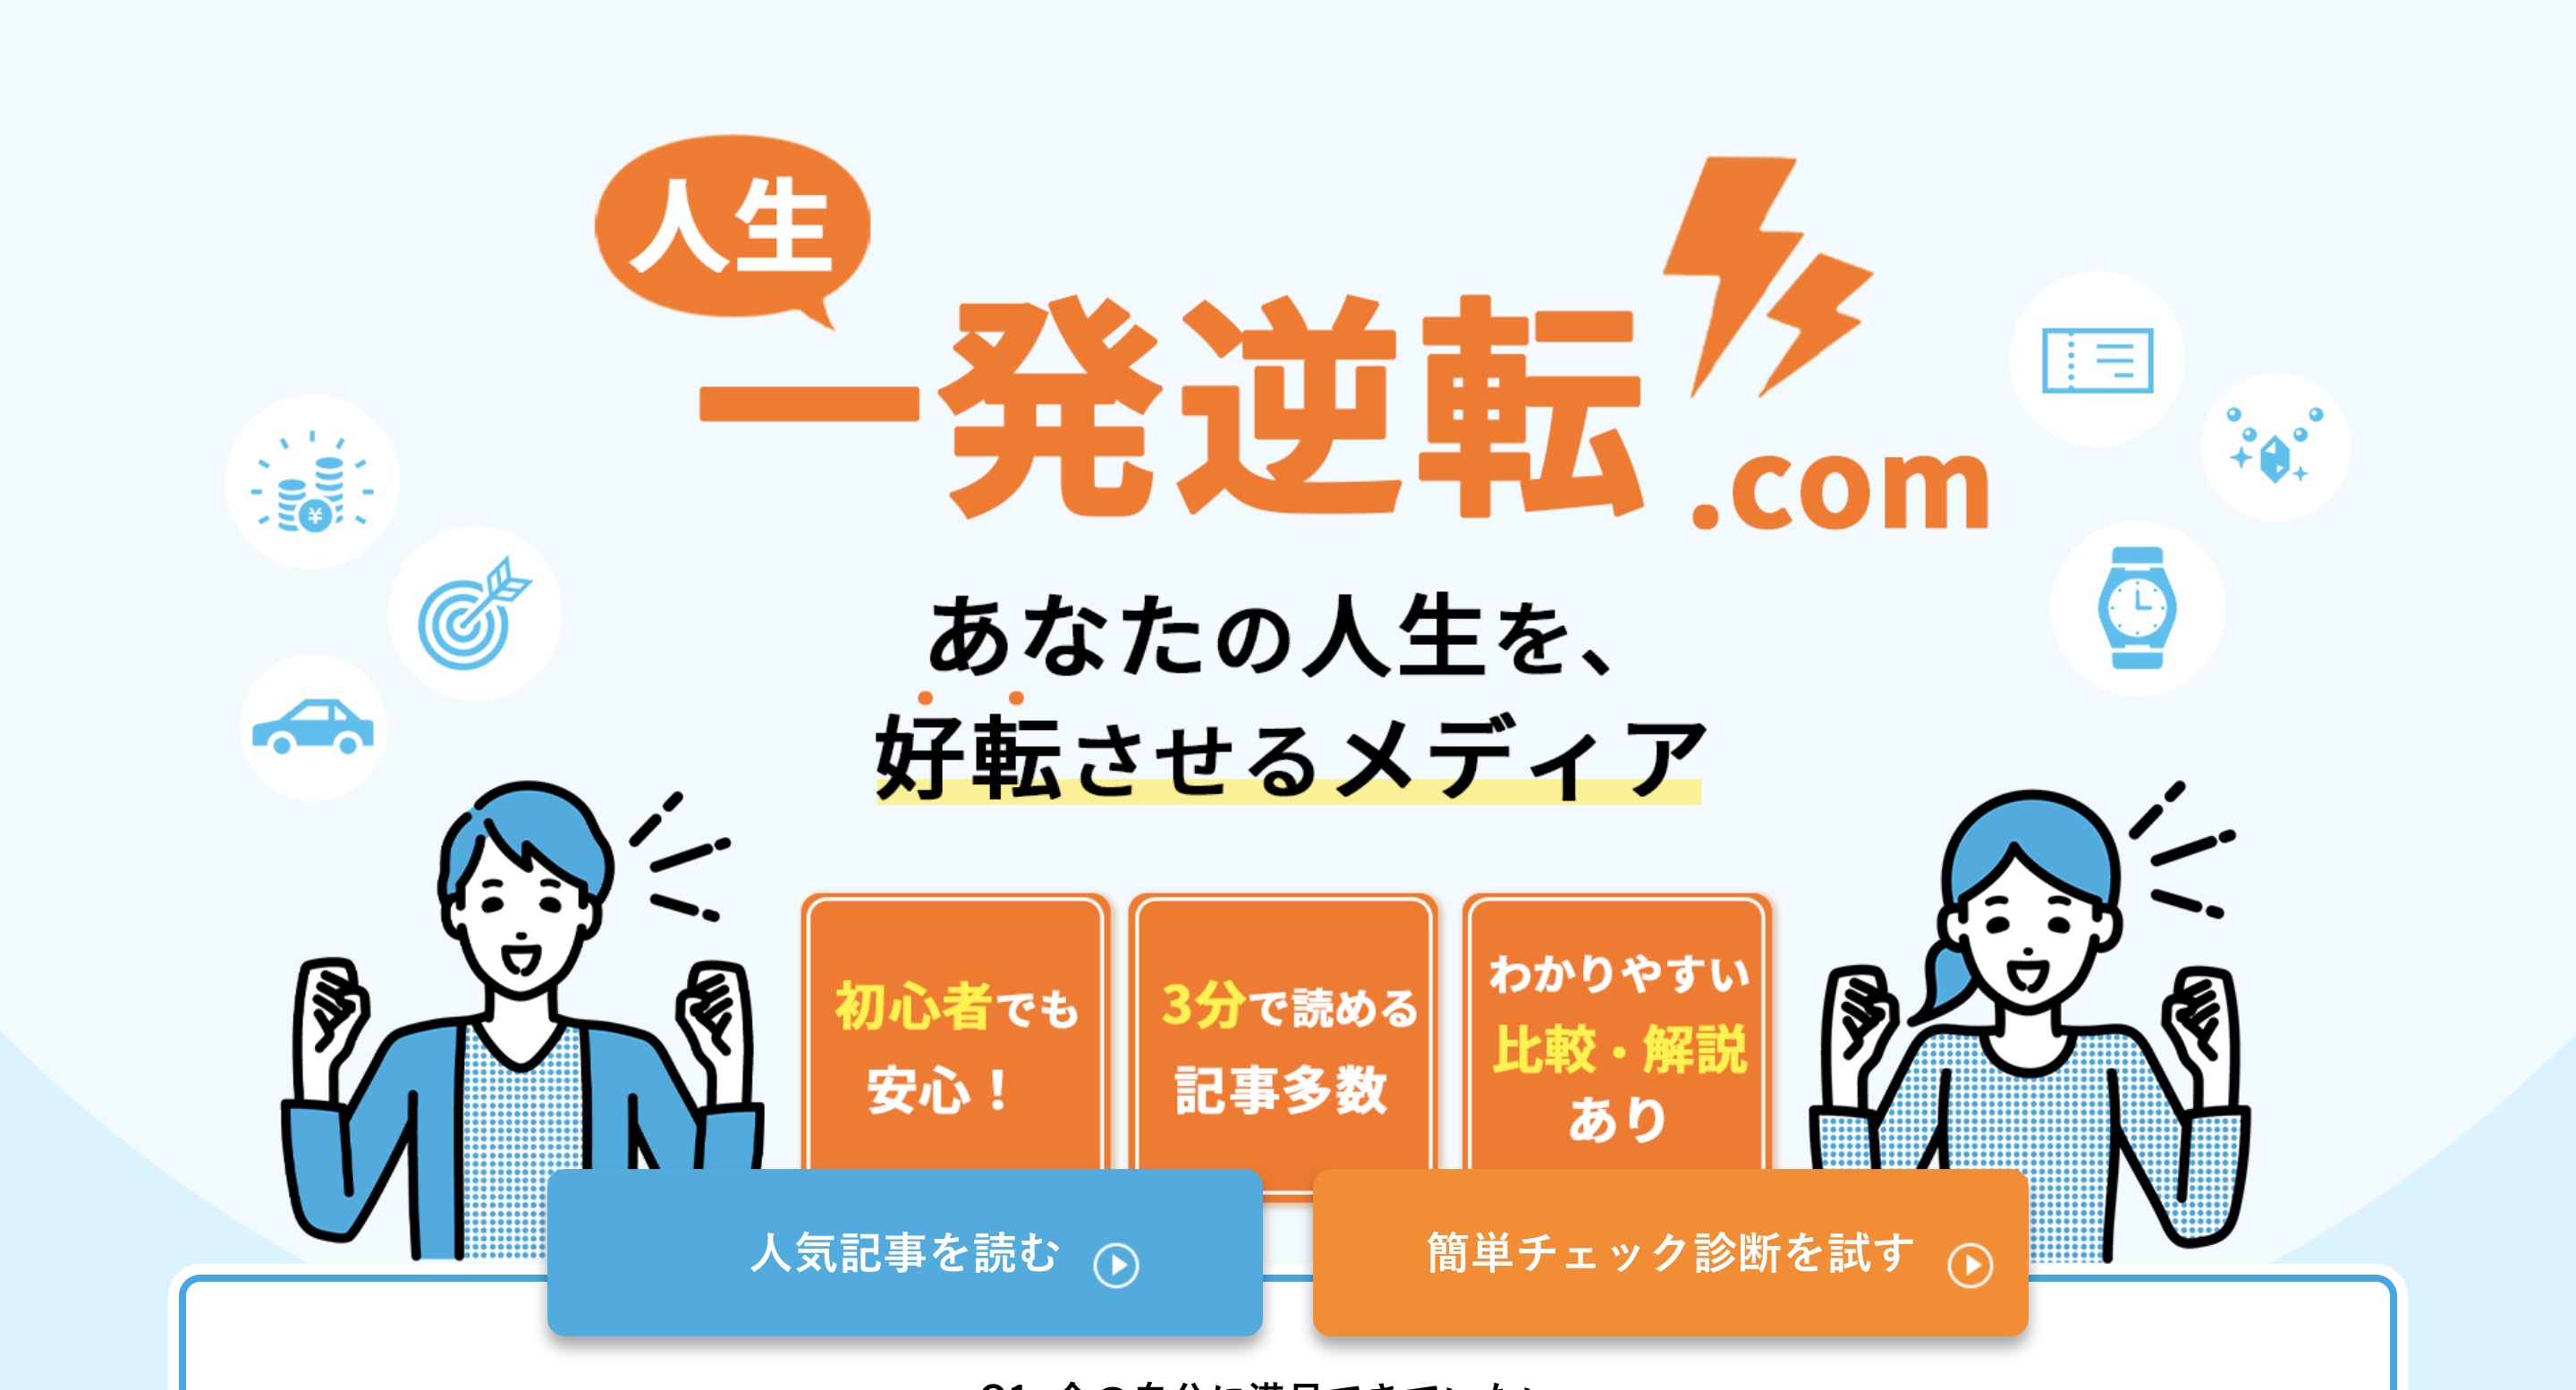 人生
一発逆転
.com
あなたの人生を、
好転させるメディア
初心者でも
安心！
3分で読める
記事多数
わかりやすい
比較・解説
あり
人気記事を読む
簡単チェック診断を試す
¥